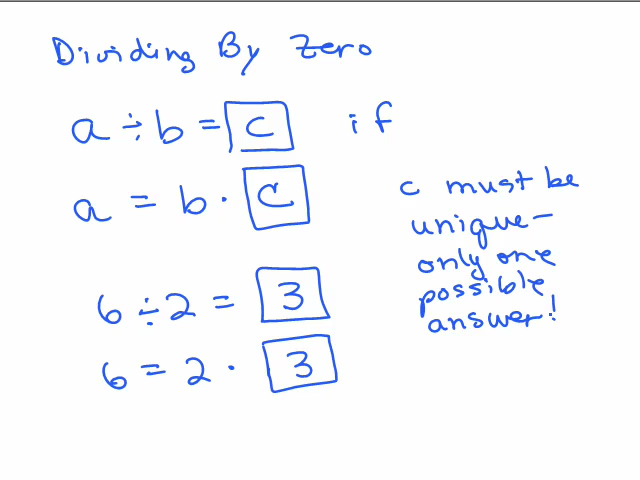 Dividing By Zero
a ÷ b = c if
a = b · c
c must be
unique—
only one
possible
answer!
6 ÷ 2 = 3
6 = 2 · 3